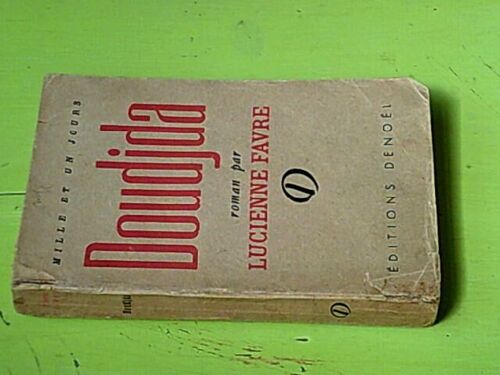 MILLE ET UN JOURS
Doudjda
roman par
LUCIENNE FAVRE
ÉDITIONS DENOËL